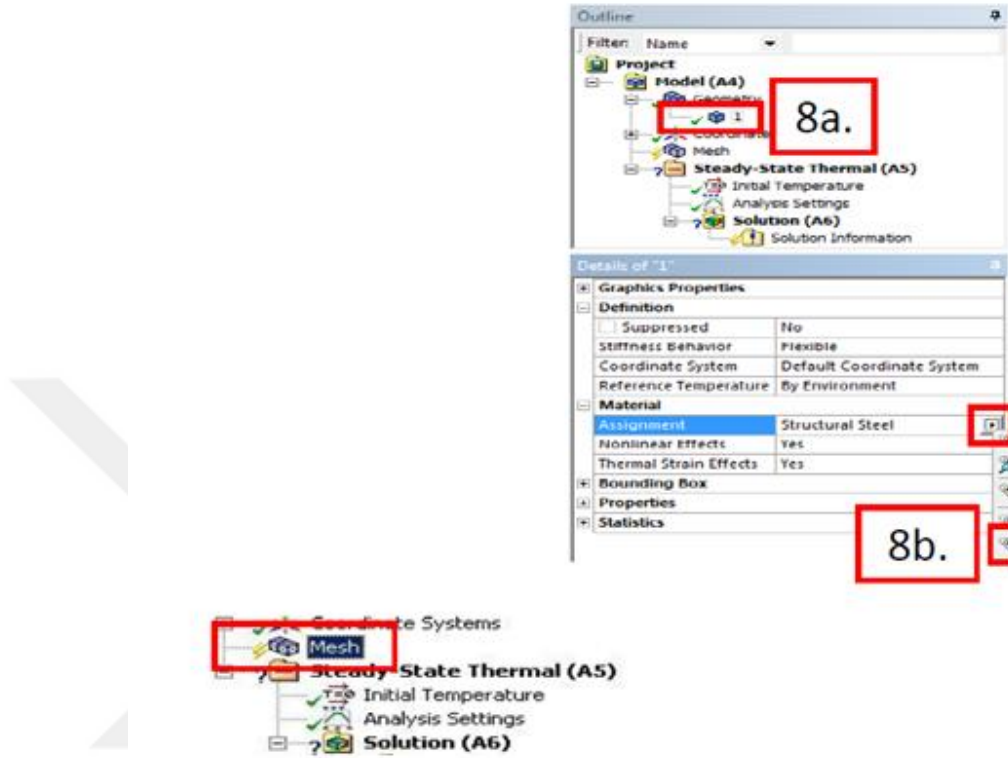 Outline
Filter: Name
Project
Model (A4)
Geometry
1
8a.
Coordinate
Mesh
Steady-State Thermal (A5)
Initial Temperature
Analysis Settings
Solution (A6)
Solution Information
Details of "1"
Graphics Properties
Definition
Suppressed No
Stiffness Behavior Flexible
Coordinate System Default Coordinate System
Reference Temperature By Environment
Material
Assignment Structural Steel
Nonlinear Effects Yes
Thermal Strain Effects Yes
Bounding Box
Properties
Statistics
8b.
Coordinate Systems
Mesh
Steady-State Thermal (A5)
Initial Temperature
Analysis Settings
Solution (A6)